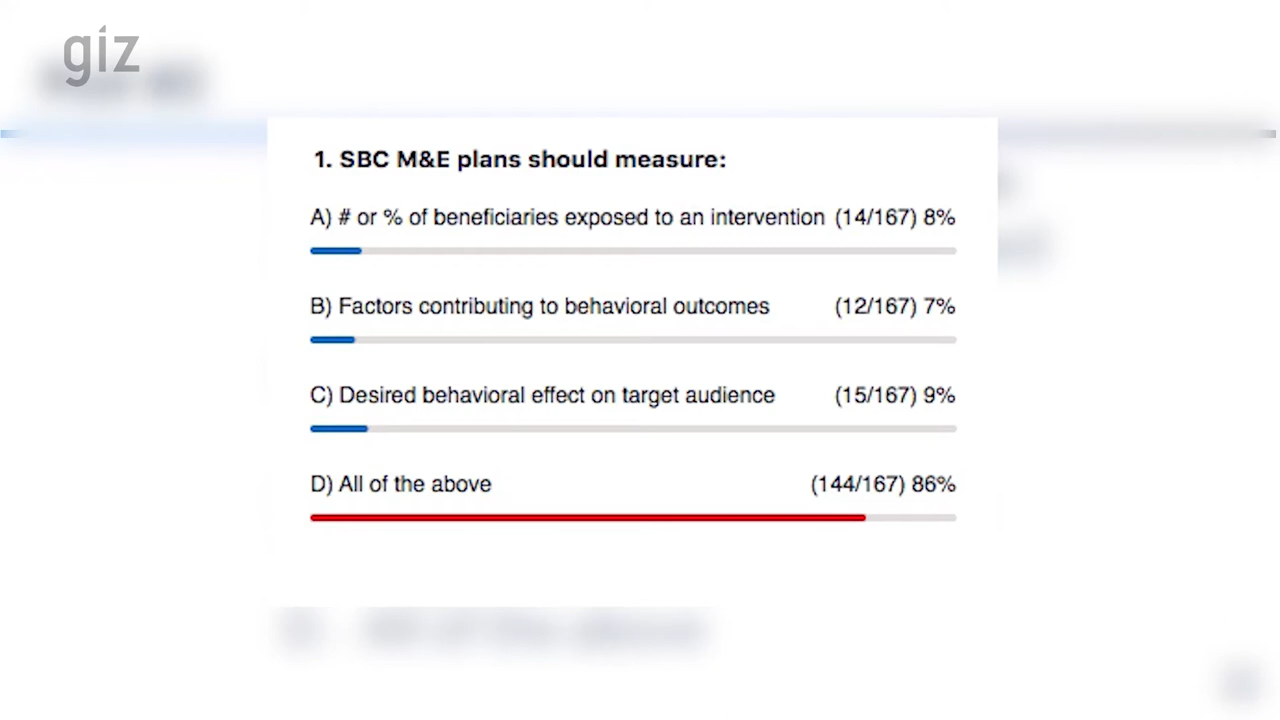 giz
1. SBC M&E plans should measure:
A) # or % of beneficiaries exposed to an intervention (14/167) 8%
B) Factors contributing to behavioral outcomes (12/167) 7%
C) Desired behavioral effect on target audience (15/167) 9%
D) All of the above (144/167) 86%